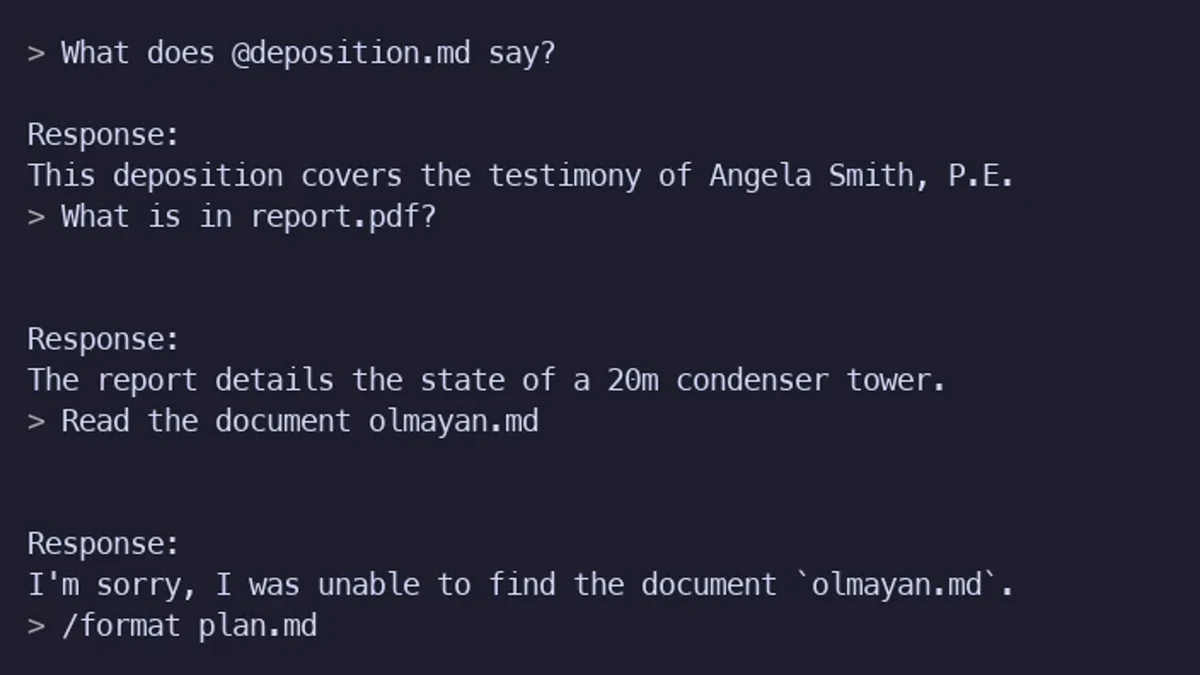 > What does @deposition.md say?
Response:
This deposition covers the testimony of Angela Smith, P.E.
> What is in report.pdf?
Response:
The report details the state of a 20m condenser tower.
> Read the document olmayan.md
Response:
I'm sorry, I was unable to find the document `olmayan.md`.
> /format plan.md